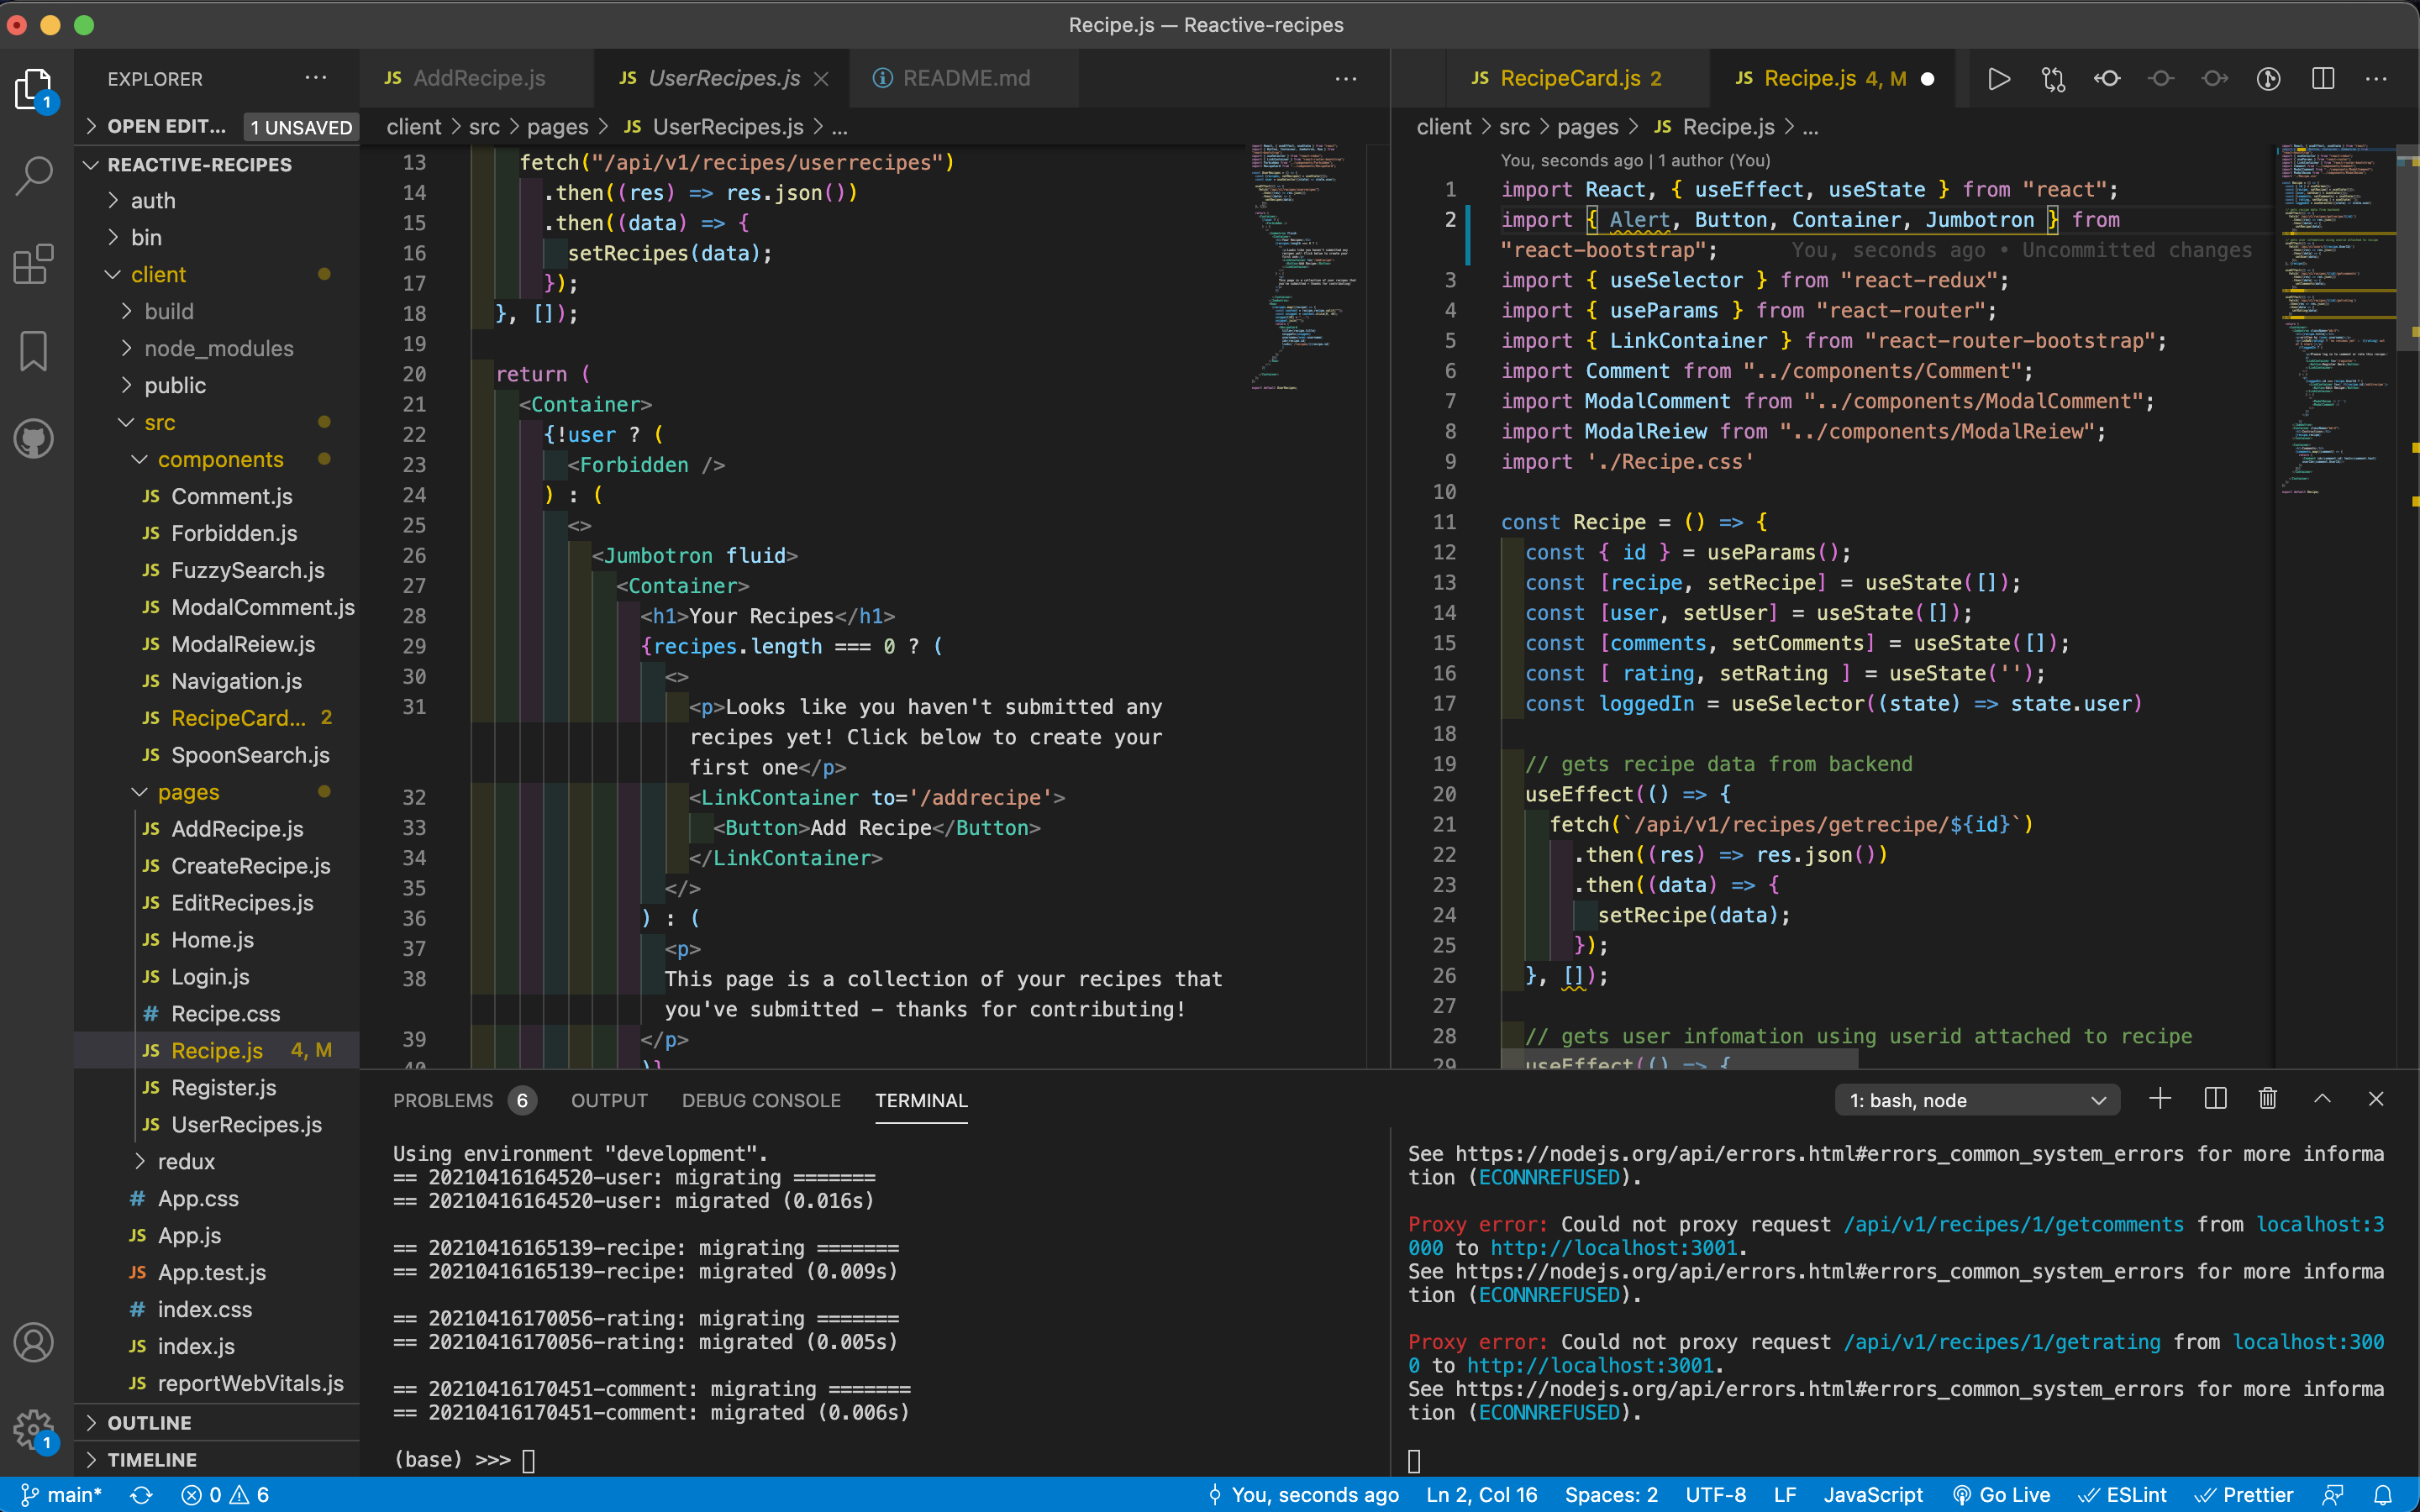 Recipe.js — Reactive-recipes
EXPLORER
OPEN EDIT... 1 UNSAVED
REACTIVE-RECIPES
auth
bin
client
build
node_modules
public
src
components
JS Comment.js
JS Forbidden.js
JS FuzzySearch.js
JS ModalComment.js
JS ModalReiew.js
JS Navigation.js
JS RecipeCard... 2
JS SpoonSearch.js
pages
JS AddRecipe.js
JS CreateRecipe.js
JS EditRecipes.js
JS Home.js
JS Login.js
# Recipe.css
JS Recipe.js 4, M
JS Register.js
JS UserRecipes.js
redux
# App.css
JS App.js
JS App.test.js
# index.css
JS index.js
JS reportWebVitals.js
OUTLINE
TIMELINE
1
1
JS AddRecipe.js JS UserRecipes.js README.md
client > src > pages > JS UserRecipes.js > ...
13 fetch("/api/v1/recipes/userrecipes")
14 .then((res) => res.json())
15 .then((data) => {
16 setRecipes(data);
17 });
18 }, []);
19
20 return (
21 <Container>
22 {!user ? (
23 <Forbidden />
24 ) : (
25 <>
26 <Jumbotron fluid>
27 <Container>
28 <h1>Your Recipes</h1>
29 {recipes.length === 0 ? (
30 <>
31 <p>Looks like you haven't submitted any
recipes yet! Click below to create your
first one</p>
32 <LinkContainer to='/addrecipe'>
33 <Button>Add Recipe</Button>
34 </LinkContainer>
35 </>
36 ) : (
37 <p>
38 This page is a collection of your recipes that
you've submitted - thanks for contributing!
39 </p>
40 )}
JS RecipeCard.js 2 JS Recipe.js 4, M
client > src > pages > JS Recipe.js > ...
You, seconds ago | 1 author (You)
1 import React, { useEffect, useState } from "react";
2 import { Alert, Button, Container, Jumbotron } from
"react-bootstrap"; You, seconds ago • Uncommitted changes
3 import { useSelector } from "react-redux";
4 import { useParams } from "react-router";
5 import { LinkContainer } from "react-router-bootstrap";
6 import Comment from "../components/Comment";
7 import ModalComment from "../components/ModalComment";
8 import ModalReiew from "../components/ModalReiew";
9 import './Recipe.css'
10
11 const Recipe = () => {
12 const { id } = useParams();
13 const [recipe, setRecipe] = useState([]);
14 const [user, setUser] = useState([]);
15 const [comments, setComments] = useState([]);
16 const [ rating, setRating ] = useState('');
17 const loggedIn = useSelector((state) => state.user)
18
19 // gets recipe data from backend
20 useEffect(() => {
21 fetch(`/api/v1/recipes/getrecipe/${id}`)
22 .then((res) => res.json())
23 .then((data) => {
24 setRecipe(data);
25 });
26 }, []);
27
28 // gets user infomation using userid attached to recipe
29 useEffect(() => {
PROBLEMS 6 OUTPUT DEBUG CONSOLE TERMINAL 1: bash, node
Using environment "development".
== 20210416164520-user: migrating =======
== 20210416164520-user: migrated (0.016s)
== 20210416165139-recipe: migrating =======
== 20210416165139-recipe: migrated (0.009s)
== 20210416170056-rating: migrating =======
== 20210416170056-rating: migrated (0.005s)
== 20210416170451-comment: migrating =======
== 20210416170451-comment: migrated (0.006s)
(base) >>>
See https://nodejs.org/api/errors.html#errors_common_system_errors for more informa
tion (ECONNREFUSED).
Proxy error: Could not proxy request /api/v1/recipes/1/getcomments from localhost:3
000 to http://localhost:3001.
See https://nodejs.org/api/errors.html#errors_common_system_errors for more informa
tion (ECONNREFUSED).
Proxy error: Could not proxy request /api/v1/recipes/1/getrating from localhost:300
0 to http://localhost:3001.
See https://nodejs.org/api/errors.html#errors_common_system_errors for more informa
tion (ECONNREFUSED).
main* 0 6 You, seconds ago Ln 2, Col 16 Spaces: 2 UTF-8 LF JavaScript Go Live ESLint Prettier